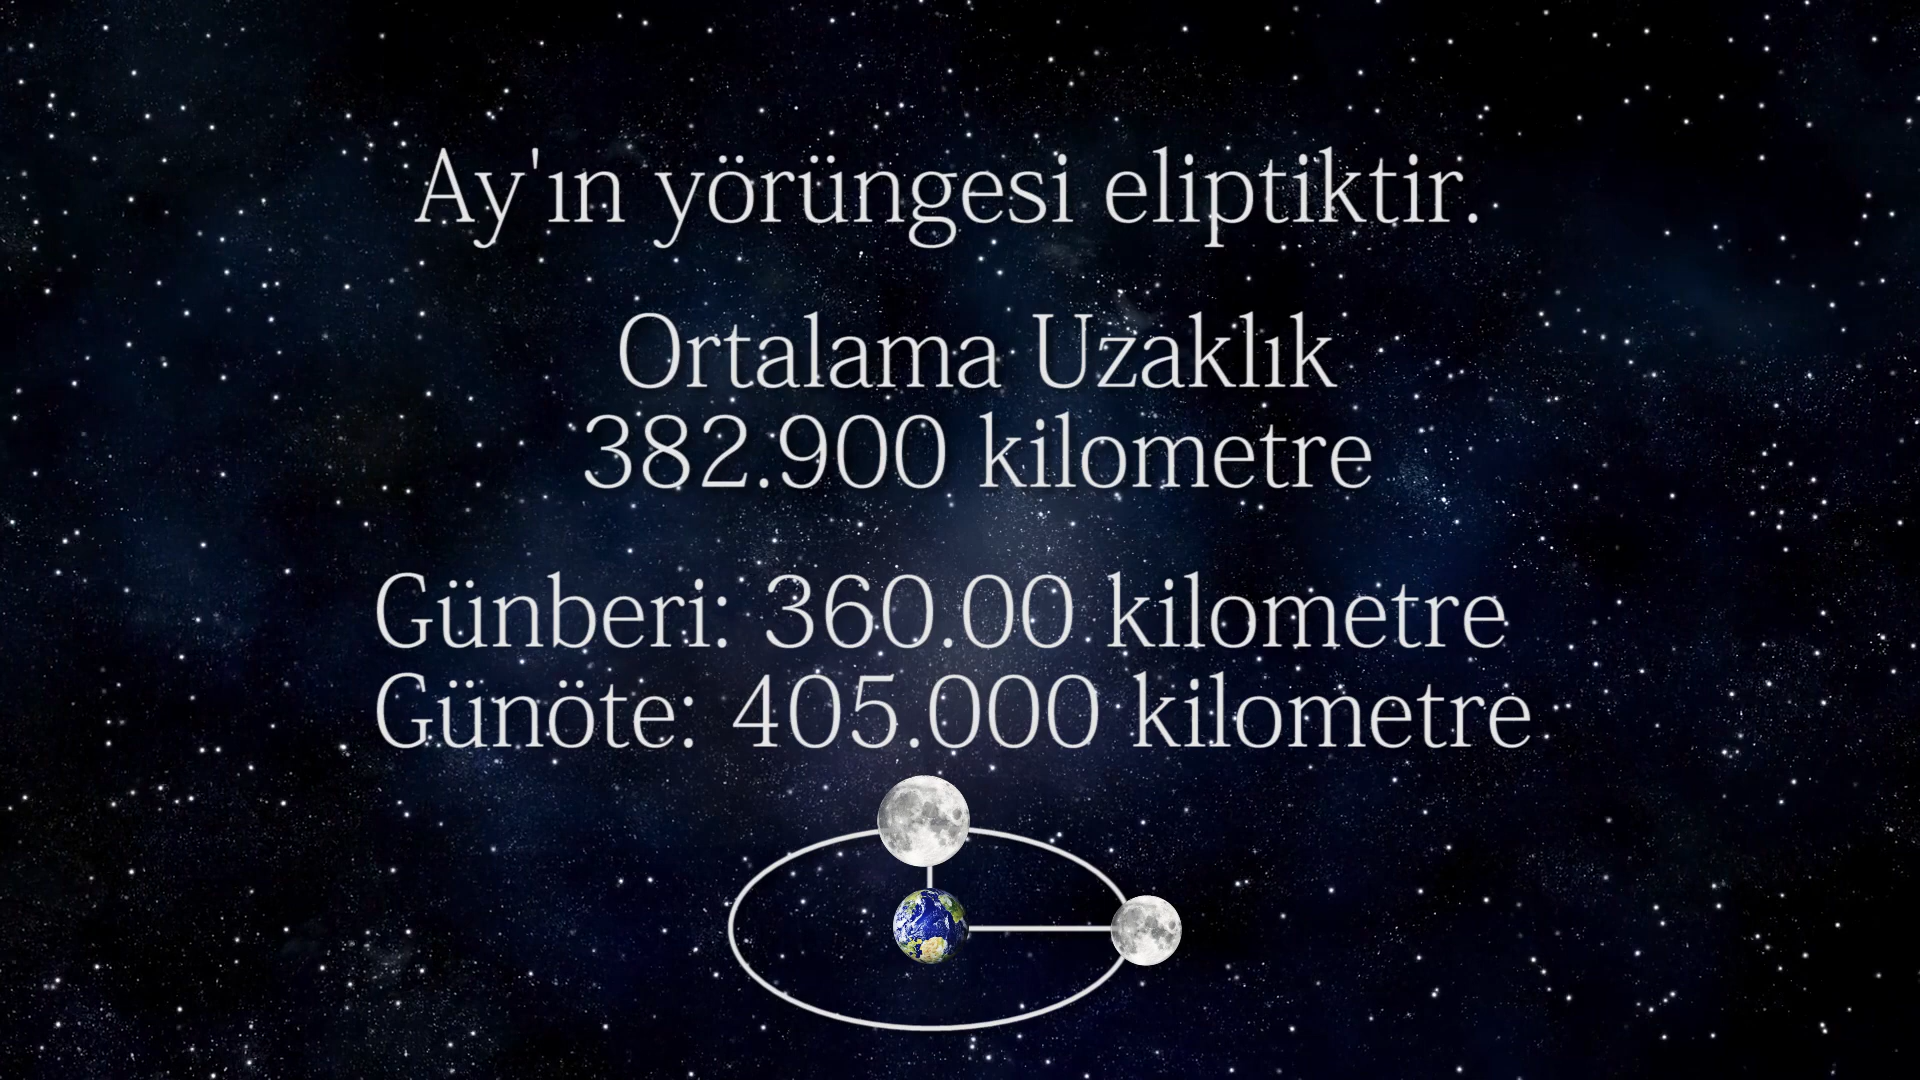 Ay'ın yörüngesi eliptiktir.
Ortalama Uzaklık
382.900 kilometre
Günberi: 360.00 kilometre
Günöte: 405.000 kilometre